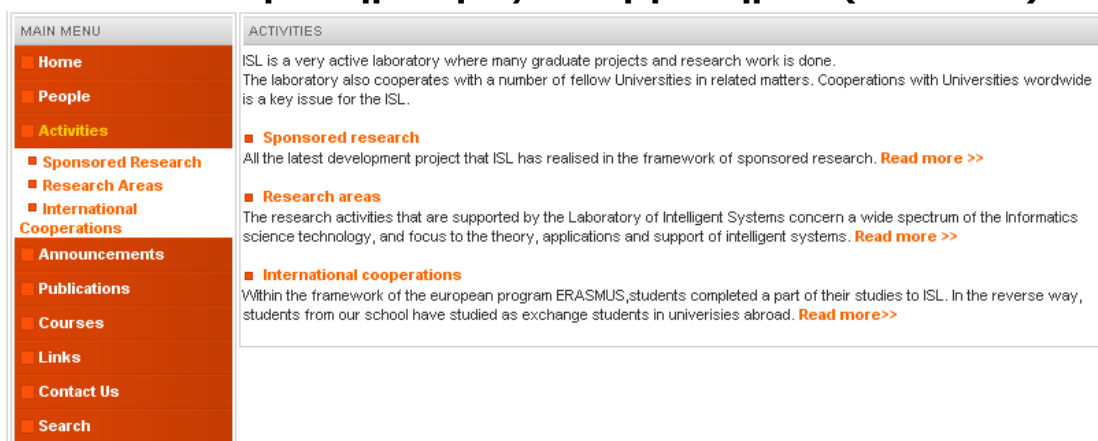 MAIN MENU
Home
People
Activities
Sponsored Research
Research Areas
International
Cooperations
Announcements
Publications
Courses
Links
Contact Us
Search
ACTIVITIES
ISL is a very active laboratory where many graduate projects and research work is done.
The laboratory also cooperates with a number of fellow Universities in related matters. Cooperations with Universities wordwide
is a key issue for the ISL.
Sponsored research
All the latest development project that ISL has realised in the framework of sponsored research. Read more >>
Research areas
The research activities that are supported by the Laboratory of Intelligent Systems concern a wide spectrum of the Informatics
science technology, and focus to the theory, applications and support of intelligent systems. Read more >>
International cooperations
Within the framework of the european program ERASMUS,students completed a part of their studies to ISL. In the reverse way,
students from our school have studied as exchange students in univerisies abroad. Read more>>